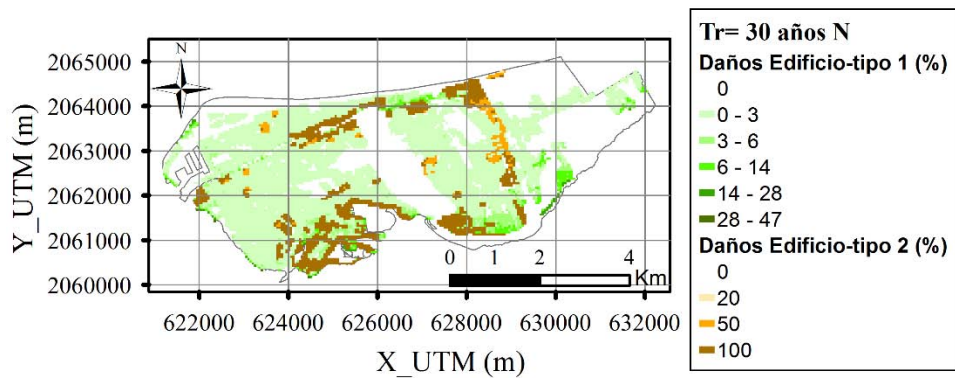 N
2065000
2064000
2063000
2062000
2061000
2060000
Y_UTM (m)
622000 624000 626000 628000 630000 632000
X_UTM (m)
0 1 2 4
Km
Tr= 30 años N
Daños Edificio-tipo 1 (%)
0
0 - 3
3 - 6
6 - 14
14 - 28
28 - 47
Daños Edificio-tipo 2 (%)
0
20
50
100